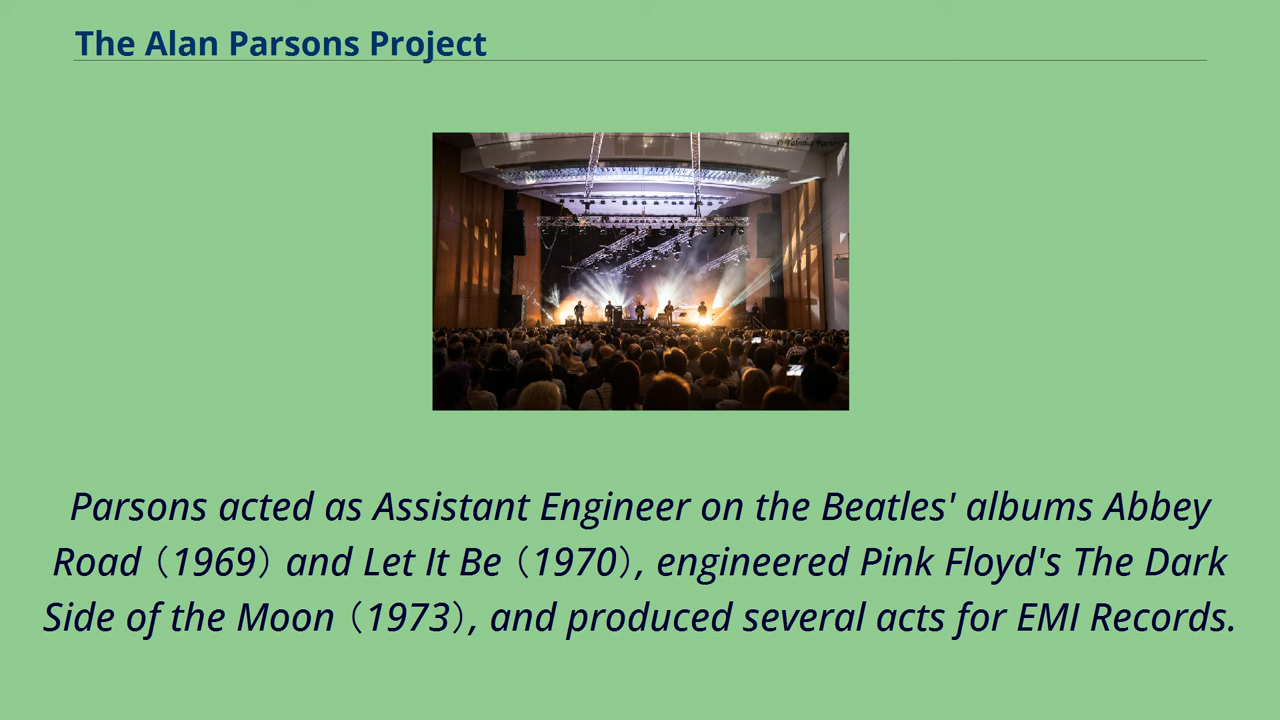 The Alan Parsons Project
Parsons acted as Assistant Engineer on the Beatles' albums Abbey
Road（1969）and Let It Be（1970）, engineered Pink Floyd's The Dark
Side of the Moon（1973）, and produced several acts for EMI Records.